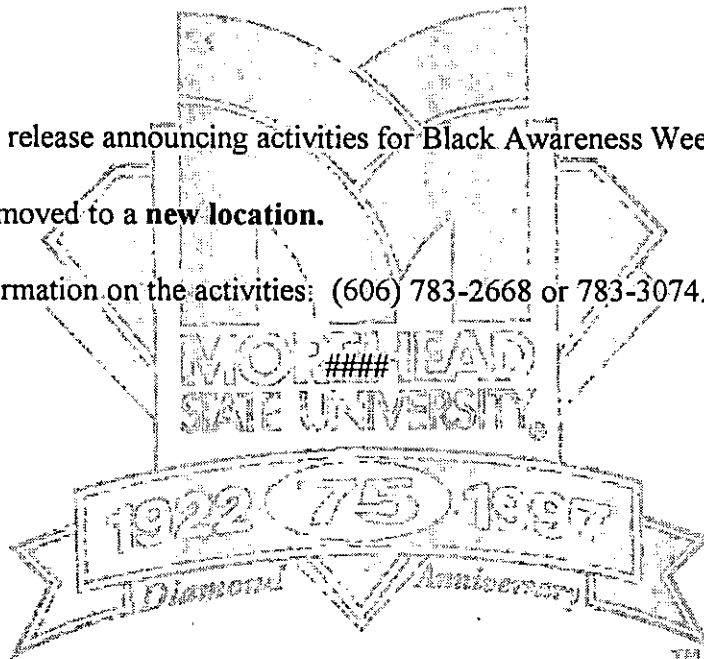 release announcing activities for Black Awareness Wee
moved to a new location.
rmation on the activities: (606) 783-2668 or 783-3074.
####
MOREHEAD
STATE UNIVERSITY®
1922 75 1997
Diamond Anniversary
TM